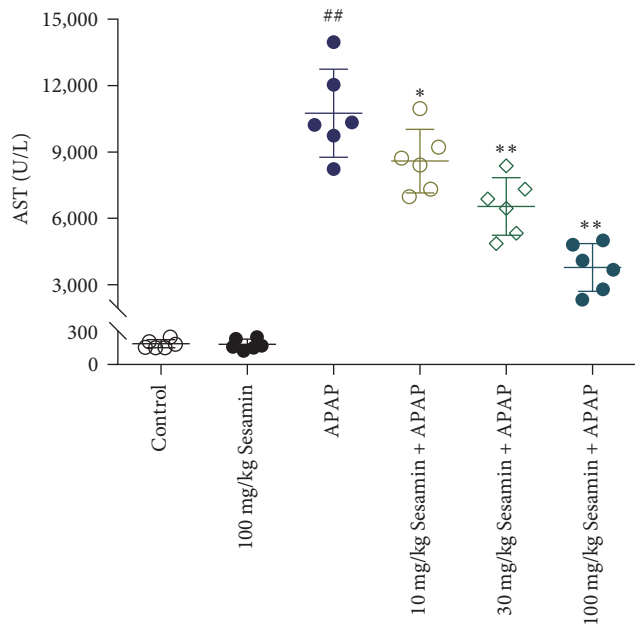 AST (U/L)
15,000
12,000
9,000
6,000
3,000
300
0
##
*
**
**
Control
100 mg/kg Sesamin
APAP
10 mg/kg Sesamin + APAP
30 mg/kg Sesamin + APAP
100 mg/kg Sesamin + APAP